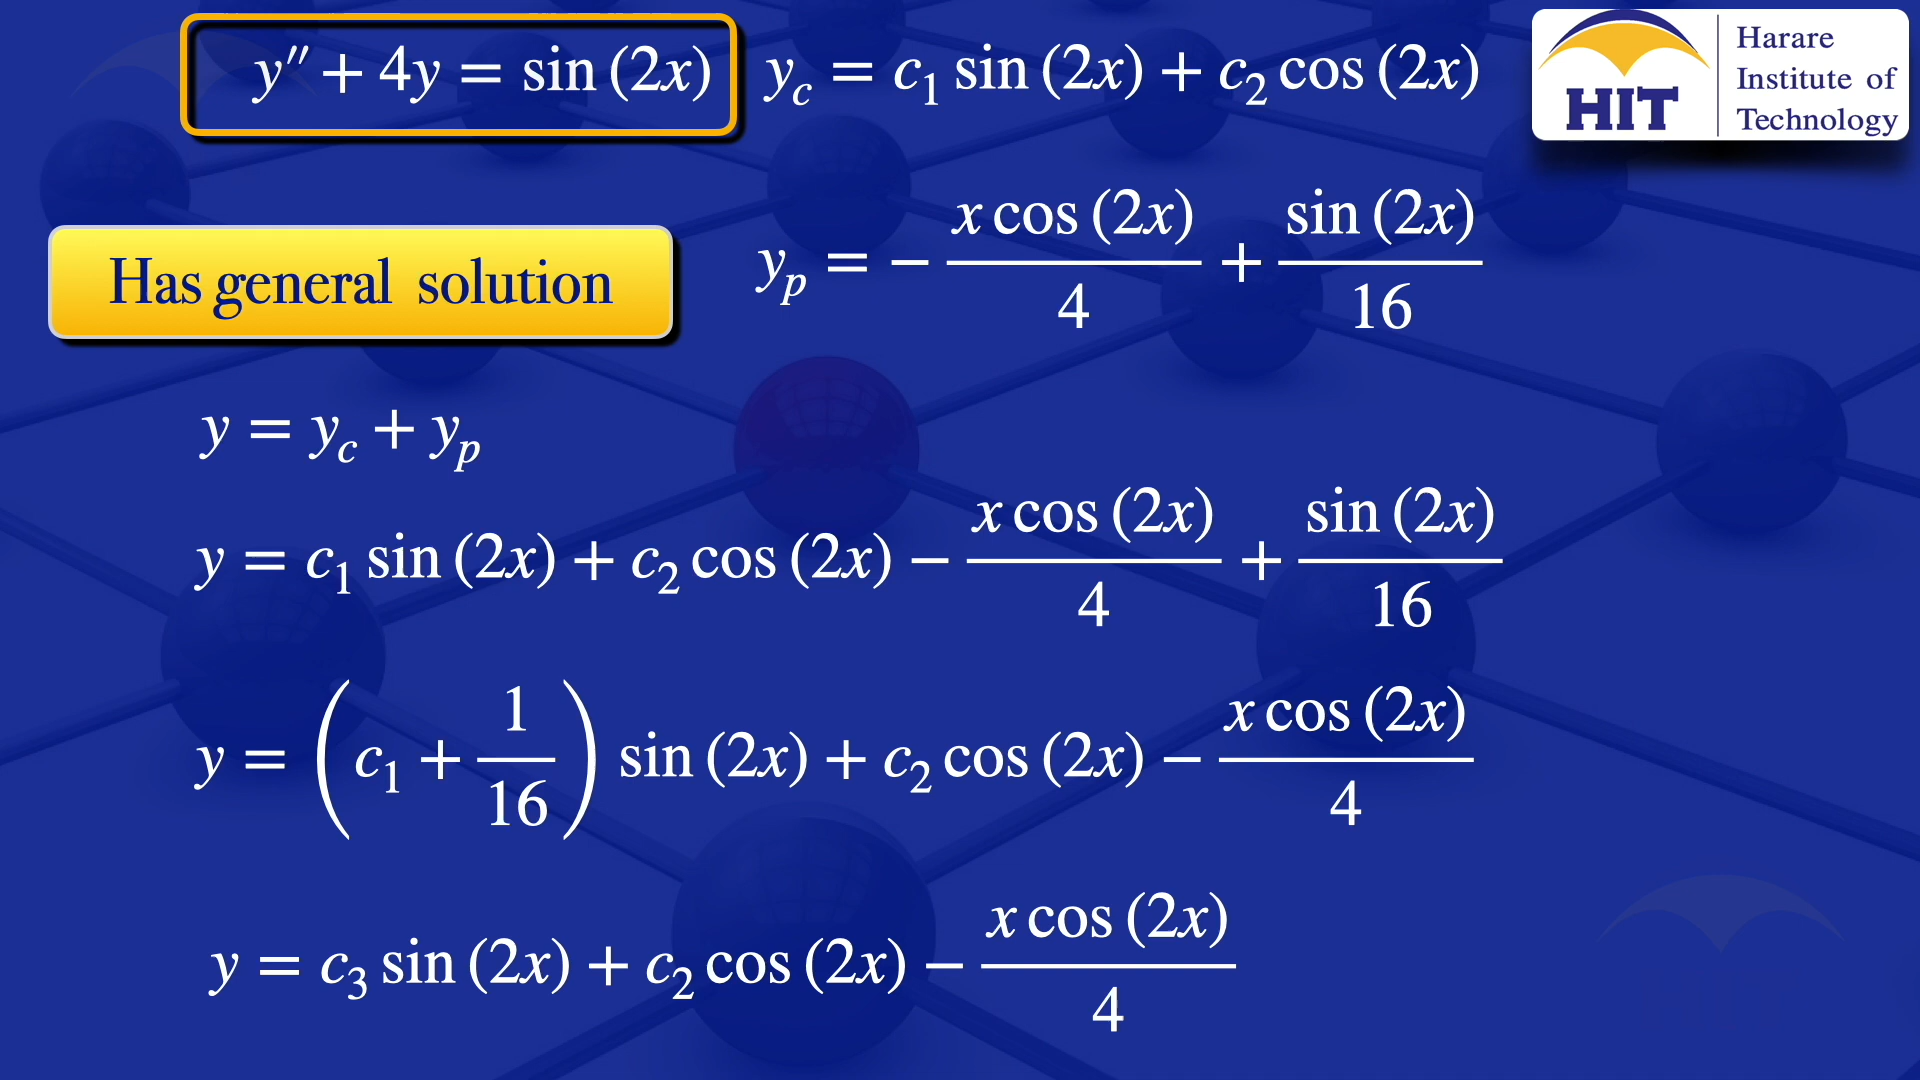 y″ + 4y = sin (2x)
y_c = c_1 sin (2x) + c_2 cos (2x)
HIT
Harare
Institute of
Technology
Has general solution
y_p = − x cos (2x) / 4 + sin (2x) / 16
y = y_c + y_p
y = c_1 sin (2x) + c_2 cos (2x) − x cos (2x) / 4 + sin (2x) / 16
y = (c_1 + 1 / 16) sin (2x) + c_2 cos (2x) − x cos (2x) / 4
y = c_3 sin (2x) + c_2 cos (2x) − x cos (2x) / 4